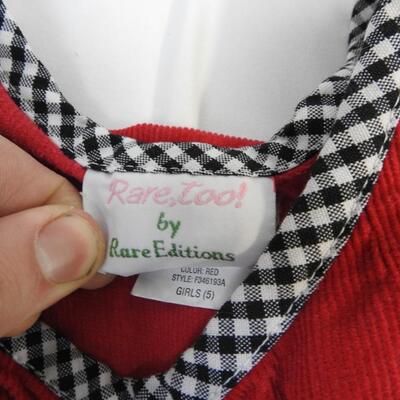 Rare, Too!
by
Rare Editions
COLOR: RED
STYLE: F346193A
GIRLS (5)